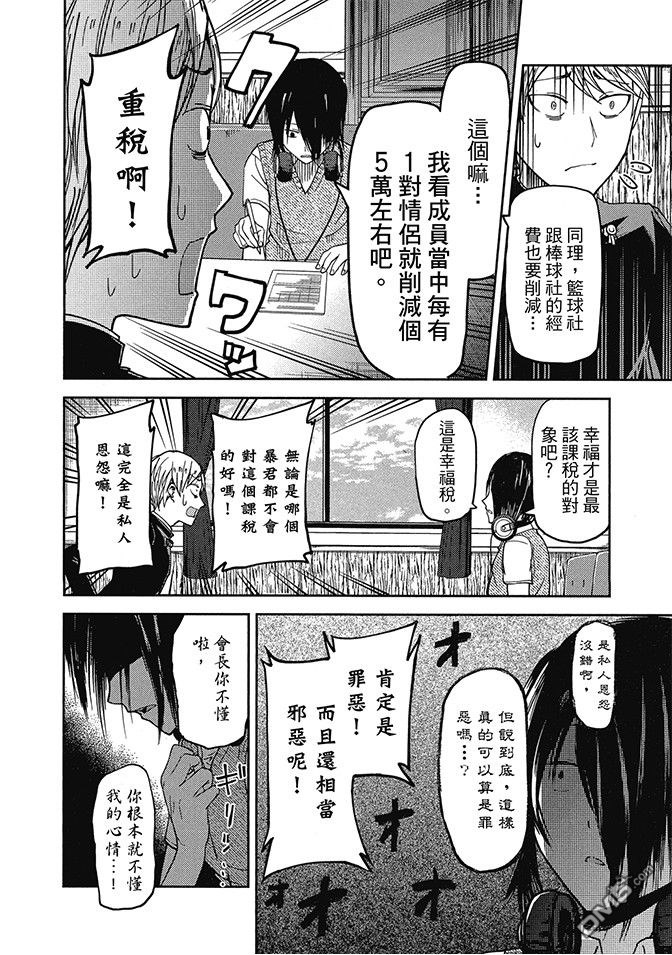 同理，籃球社
跟棒球社的經
費也要削減…
這個嘛…
我看成員當中每有
1對情侶就削減個
5萬左右吧。
クワワッ
重稅啊！
幸福才是最
該課稅的對
象吧？
這是幸福稅。
無論是哪個
暴君都不會
對這個課稅
的好嗎！
這完全是私人
恩怨嘛！
是私人恩怨
沒錯啊，
但說到底，這樣
真的可以算是罪
惡嗎…？
肯定是
罪惡！
而且還相當
邪惡呢！
オオオオ
會長你不懂
啦，
你根本就不懂
我的心情…！